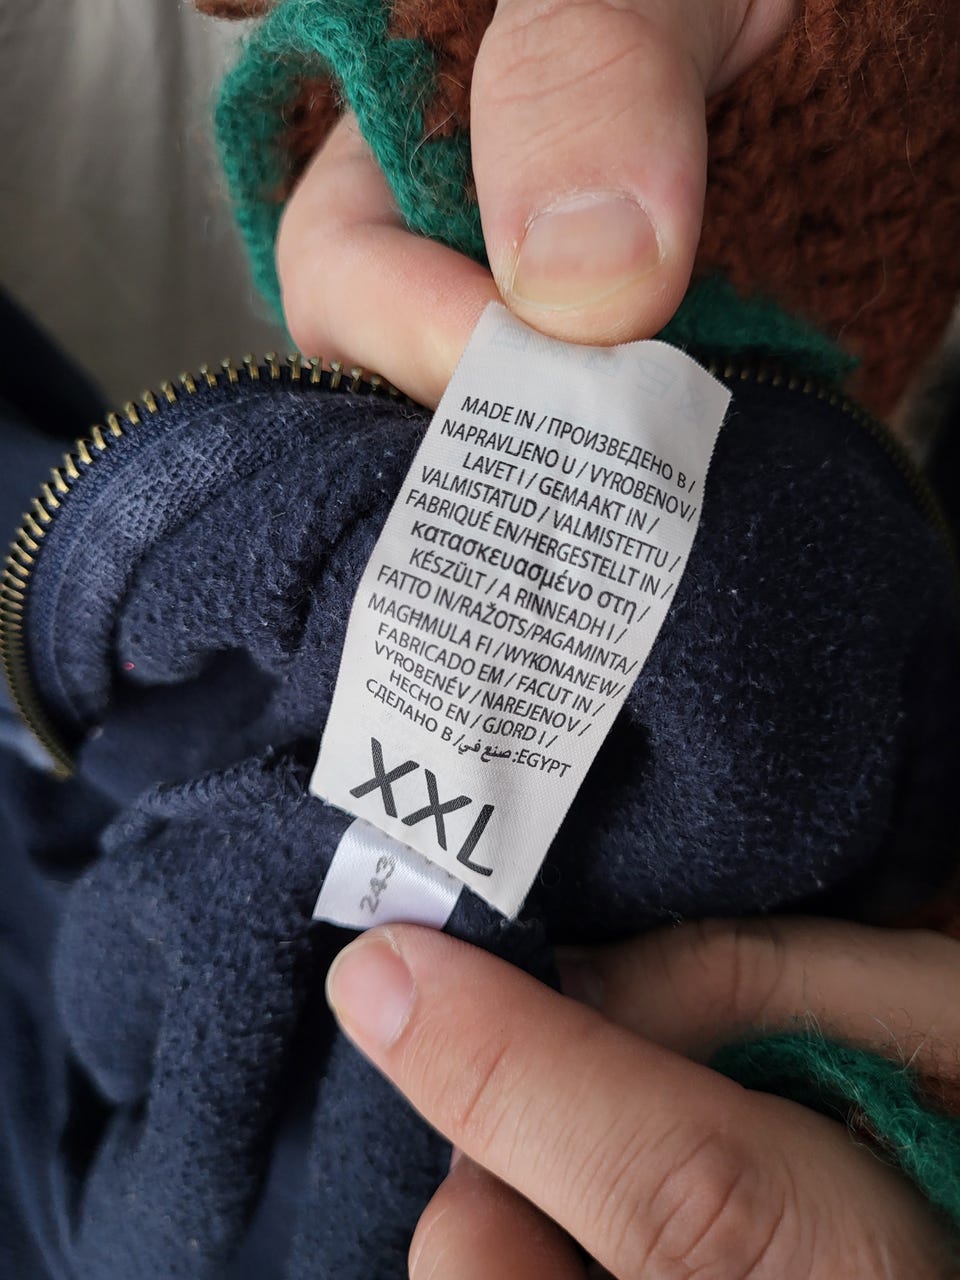 MADE IN / ПРОИЗВЕДЕНО В /
NAPRAVLJENO U / VYROBENOV /
LAVET I / GEMAAKT IN /
VALMISTATUD / VALMISTETTU /
FABRIQUÉ EN/HERGESTELLT IN /
κατασκευασμένο στη /
KÉSZÜLT / A RINNEADH I /
FATTO IN/RAŽOTS/PAGAMINTA/
MAGHMULA FI /WYKONANEW/
FABRICADO EM / FACUT IN /
VYROBENÉV / NAREJENOV /
HECHO EN / GJORD I /
СДЕЛАНО В / صنع في :EGYPT
XXL
243